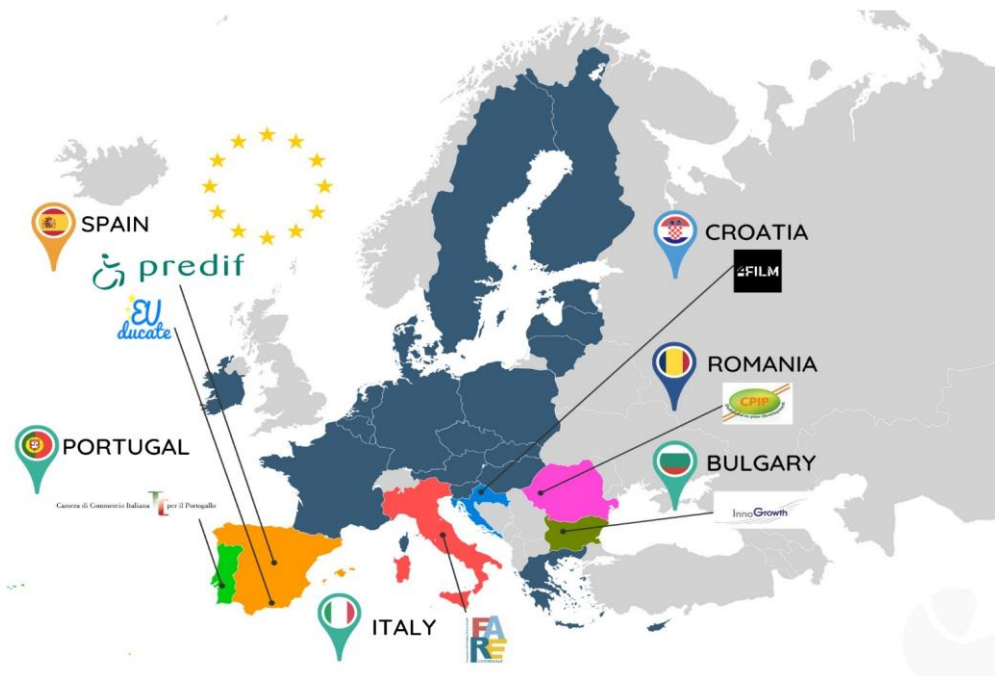 SPAIN
predif
EU
ducate
PORTUGAL
Camera di Commercio Italiana
per il Portogallo
ITALY
FA
RE
CROATIA
4FILM
ROMANIA
CPIP
BULGARY
InnoGrowth